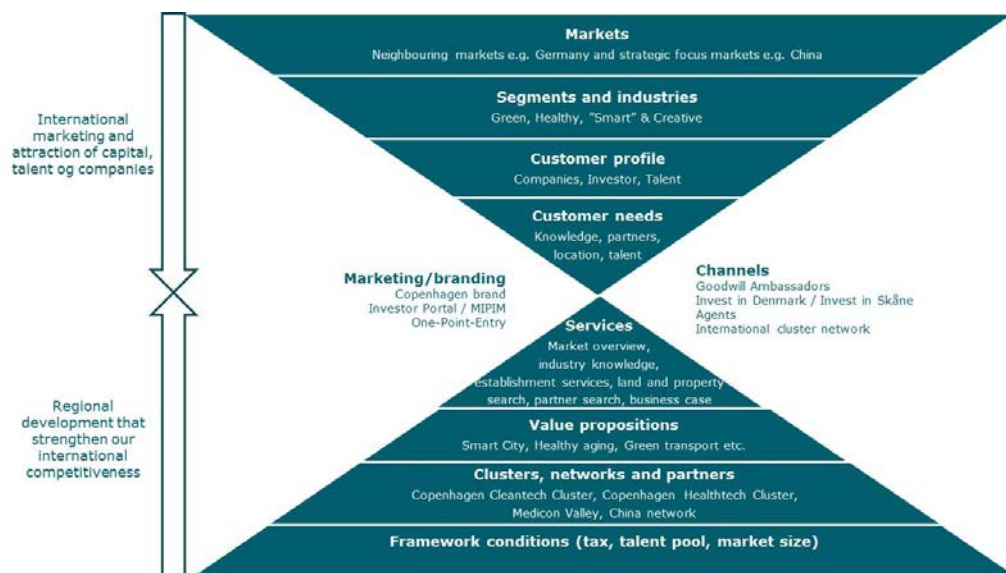 Markets
Neighbouring markets e.g. Germany and strategic focus markets e.g. China
Segments and industries
Green, Healthy, "Smart" & Creative
Customer profile
Companies, Investor, Talent
Customer needs
Knowledge, partners,
location, talent
International
marketing and
attraction of capital,
talent og companies
Marketing/branding
Copenhagen brand
Investor Portal / MIPIM
One-Point-Entry
Channels
Goodwill Ambassadors
Invest in Denmark / Invest in Skåne
Agents
International cluster network
Services
Market overview,
industry knowledge,
establishment services, land and property
search, partner search, business case
Value propositions
Smart City, Healthy aging, Green transport etc.
Clusters, networks and partners
Copenhagen Cleantech Cluster, Copenhagen Healthtech Cluster,
Medicon Valley, China network
Framework conditions (tax, talent pool, market size)
Regional
development that
strengthen our
international
competitiveness